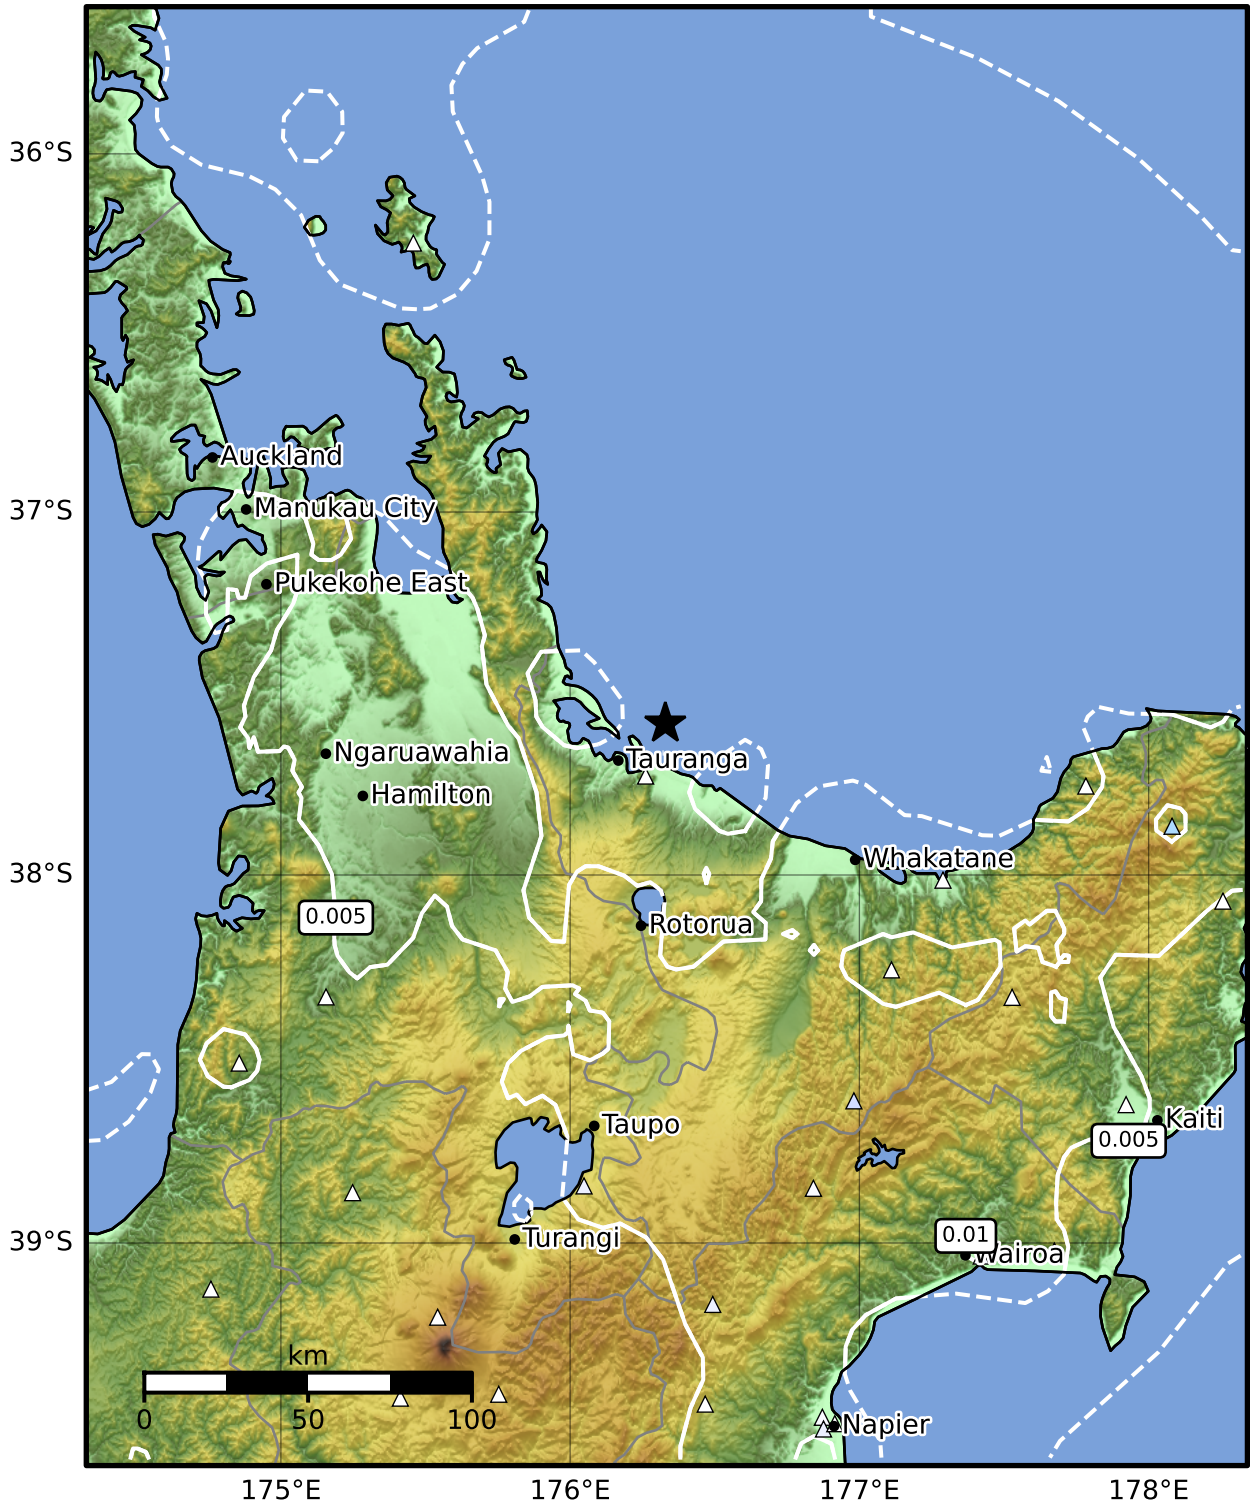 36°S
Auckland
Manukau City
37°S
Pukekohe East
Ngaruawahia
Tauranga
Hamilton
Whakatane
38°S
0.005
Rotorua
Kaiti
Taupo
0.005
0.01
Turangi
39°S
Wairoa
km
0
50
100
Napier
175°E
176°E
177°E
178°E